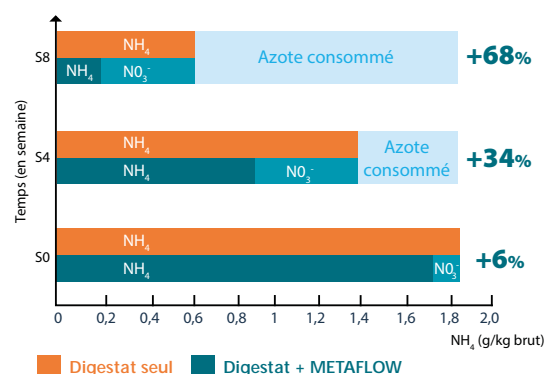 Temps (en semaine)
S8
NH₄
NH₄ N0₃⁻
Azote consommé
+68%
S4
NH₄
NH₄ N0₃⁻
Azote
consommé
+34%
S0
NH₄
NH₄ N0₃⁻
+6%
0 0,2 0,4 0,6 0,8 1 1,2 1,4 1,6 1,8 2,0
NH₄ (g/kg brut)
Digestat seul Digestat + METAFLOW